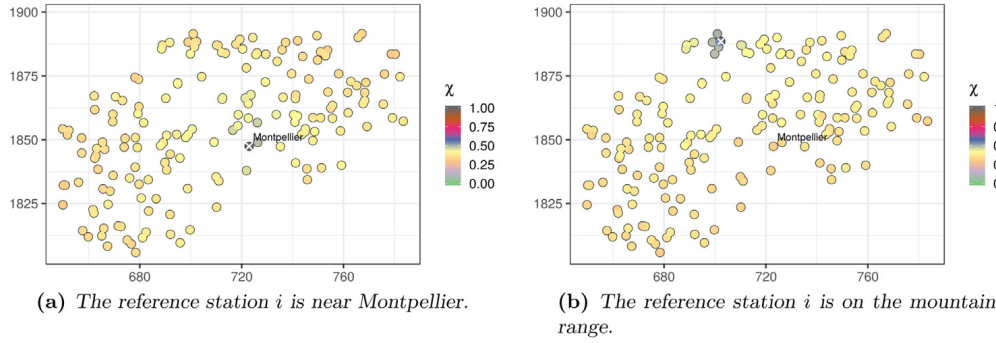 1900
1875
1850
1825
680
720
760
Montpellier
χ
1.00
0.75
0.50
0.25
0.00
(a) The reference station i is near Montpellier.
1900
1875
1850
1825
680
720
760
Montpellier
χ
(b) The reference station i is on the mountain
range.